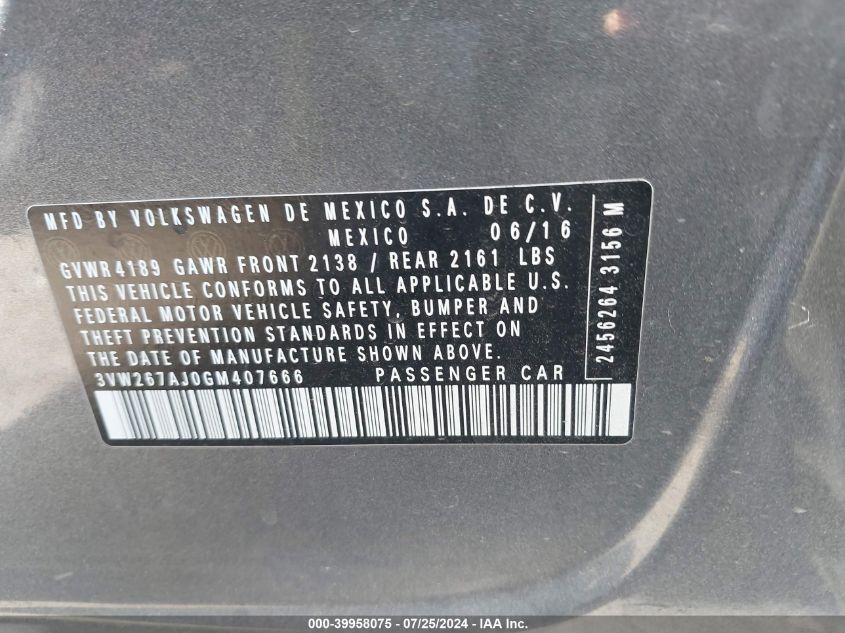 MFD BY VOLKSWAGEN DE MEXICO S.A. DE C.V.
MEXICO 06/16
GVWR 4189 GAWR FRONT 2138 / REAR 2161 LBS
THIS VEHICLE CONFORMS TO ALL APPLICABLE U.S.
FEDERAL MOTOR VEHICLE SAFETY, BUMPER AND
THEFT PREVENTION STANDARDS IN EFFECT ON
THE DATE OF MANUFACTURE SHOWN ABOVE.
3VW267AJ0GM407666 PASSENGER CAR
2456264 3156 M
000-39958075 - 07/25/2024 - IAA Inc.